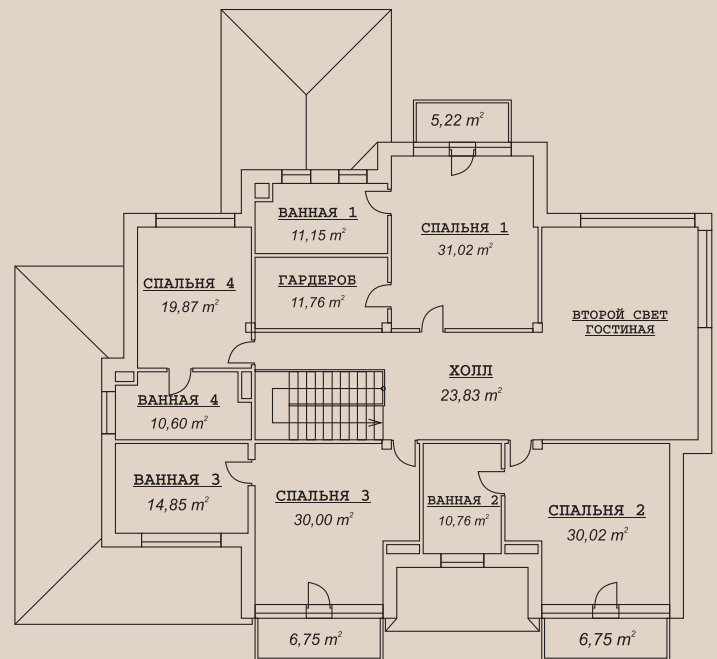 5,22 m²
ВАННАЯ 1
11,15 m²
СПАЛЬНЯ 1
31,02 m²
ГАРДЕРОБ
11,76 m²
СПАЛЬНЯ 4
19,87 m²
ВТОРОЙ СВЕТ
ГОСТИНАЯ
ХОЛЛ
23,83 m²
ВАННАЯ 4
10,60 m²
ВАННАЯ 3
14,85 m²
СПАЛЬНЯ 3
30,00 m²
ВАННАЯ 2
10,76 m²
СПАЛЬНЯ 2
30,02 m²
6,75 m²
6,75 m²